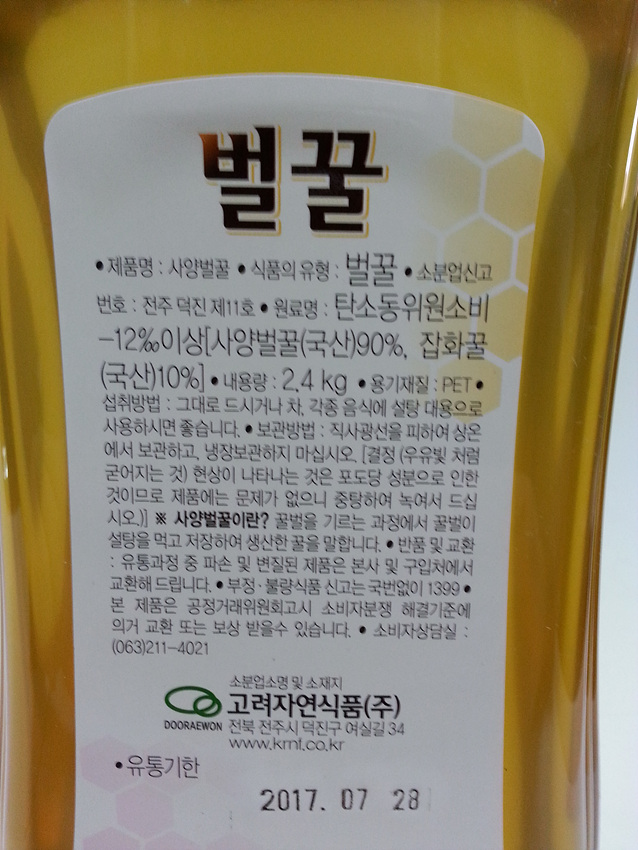 벌꿀
• 제품명 : 사양벌꿀 • 식품의 유형 : 벌꿀 • 소분업신고
번호 : 전주 덕진 제11호 • 원료명 : 탄소동위원소비
-12‰이상[사양벌꿀(국산)90%, 잡화꿀
(국산)10%] • 내용량 : 2.4 kg • 용기재질 : PET •
섭취방법 : 그대로 드시거나 차, 각종 음식에 설탕 대용으로
사용하시면 좋습니다. • 보관방법 : 직사광선을 피하여 상온
에서 보관하고, 냉장보관하지 마십시오. [결정 (우유빛 처럼
굳어지는 것) 현상이 나타나는 것은 포도당 성분으로 인한
것이므로 제품에는 문제가 없으니 중탕하여 녹여서 드십
시오.)] ※ 사양벌꿀이란? 꿀벌을 기르는 과정에서 꿀벌이
설탕을 먹고 저장하여 생산한 꿀을 말합니다. • 반품 및 교환
: 유통과정 중 파손 및 변질된 제품은 본사 및 구입처에서
교환해 드립니다. • 부정·불량식품 신고는 국번없이 1399 •
본 제품은 공정거래위원회고시 소비자분쟁 해결기준에
의거 교환 또는 보상 받을수 있습니다. • 소비자상담실 :
(063)211-4021
소분업소명 및 소재지
고려자연식품(주)
DOORAEWON 전북 전주시 덕진구 여실길 34
www.krnf.co.kr
• 유통기한
2017. 07 28